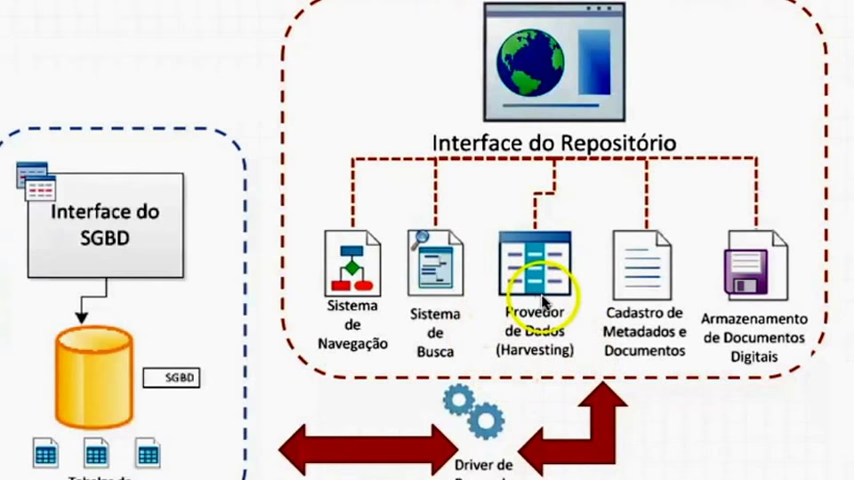 Interface do Repositório
Interface do
SGBD
Sistema
de
Navegação
Sistema
de
Busca
Provedor
de Dados
(Harvesting)
Cadastro de
Metadados e
Documentos
Armazenamento
de Documentos
Digitais
SGBD
Driver de